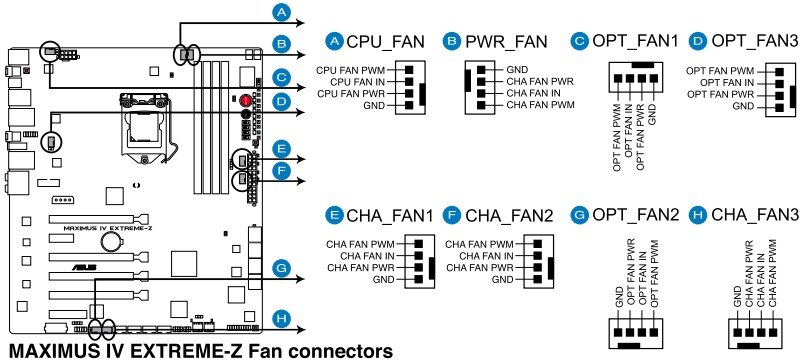 A
B
C
D
E
F
G
H
MAXIMUS IV EXTREME-Z
ASUS
A CPU_FAN
CPU FAN PWM
CPU FAN IN
CPU FAN PWR
GND
B PWR_FAN
GND
CHA FAN PWR
CHA FAN IN
CHA FAN PWM
C OPT_FAN1
OPT FAN PWM
OPT FAN IN
OPT FAN PWR
GND
D OPT_FAN3
OPT FAN PWM
OPT FAN IN
OPT FAN PWR
GND
E CHA_FAN1
CHA FAN PWM
CHA FAN IN
CHA FAN PWR
GND
F CHA_FAN2
CHA FAN PWM
CHA FAN IN
CHA FAN PWR
GND
G OPT_FAN2
GND
OPT FAN PWR
OPT FAN IN
OPT FAN PWM
H CHA_FAN3
GND
CHA FAN PWR
CHA FAN IN
CHA FAN PWM
MAXIMUS IV EXTREME-Z Fan connectors